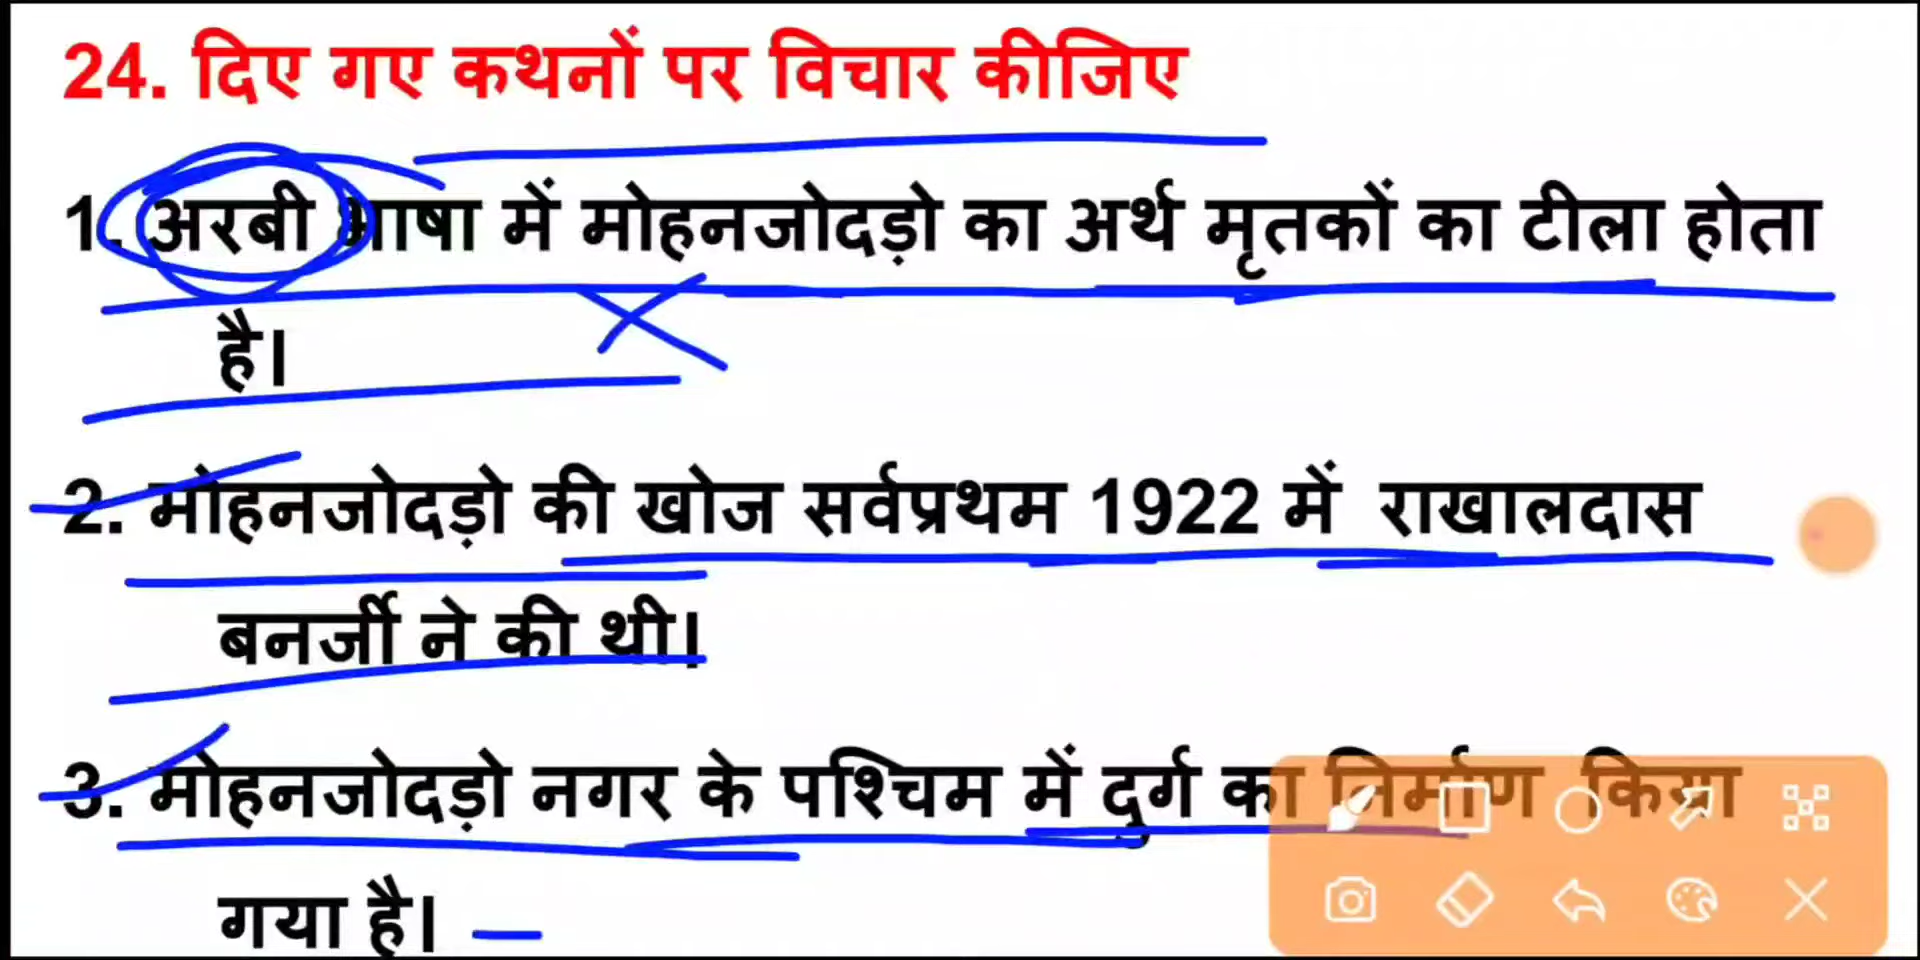 24. दिए गए कथनों पर विचार कीजिए
1. अरबी भाषा में मोहनजोदड़ो का अर्थ मृतकों का टीला होता
है।
2. मोहनजोदड़ो की खोज सर्वप्रथम 1922 में राखालदास
बनर्जी ने की थी।
3. मोहनजोदड़ो नगर के पश्चिम में दुर्ग का निर्माण किया
गया है।